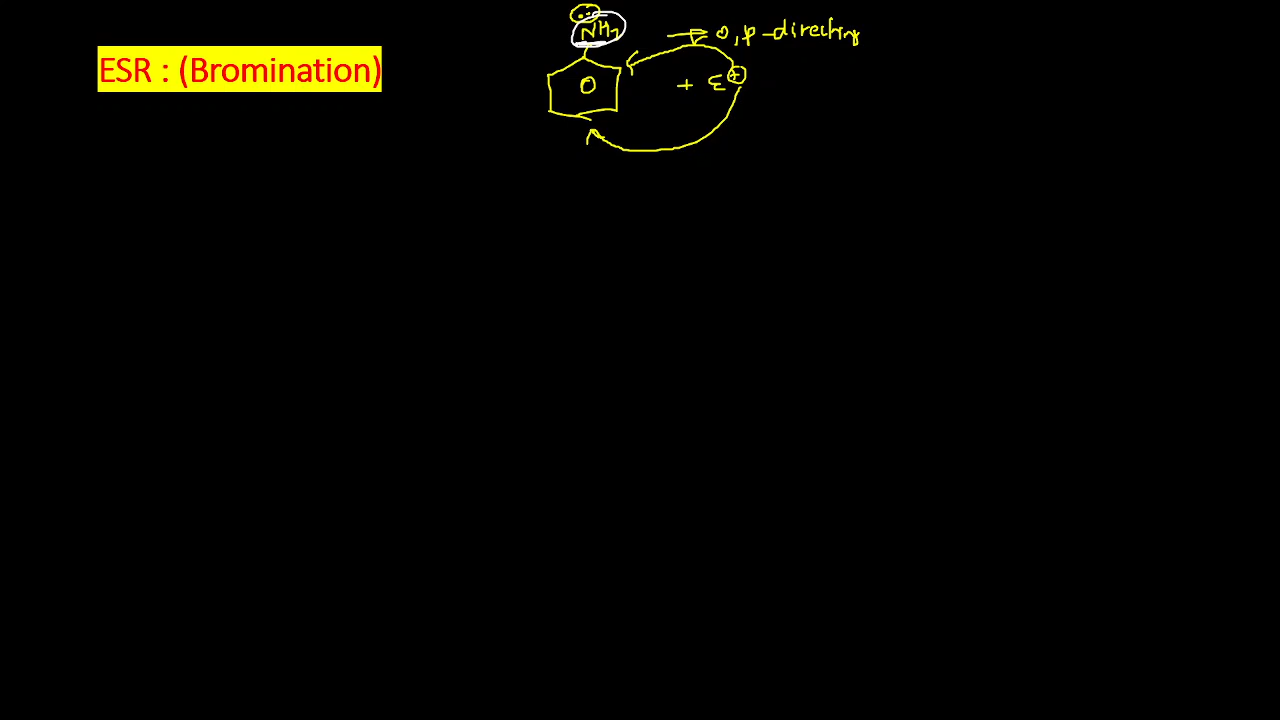 ESR : (Bromination)
NH₂ → o, p-directing
+ E⊕